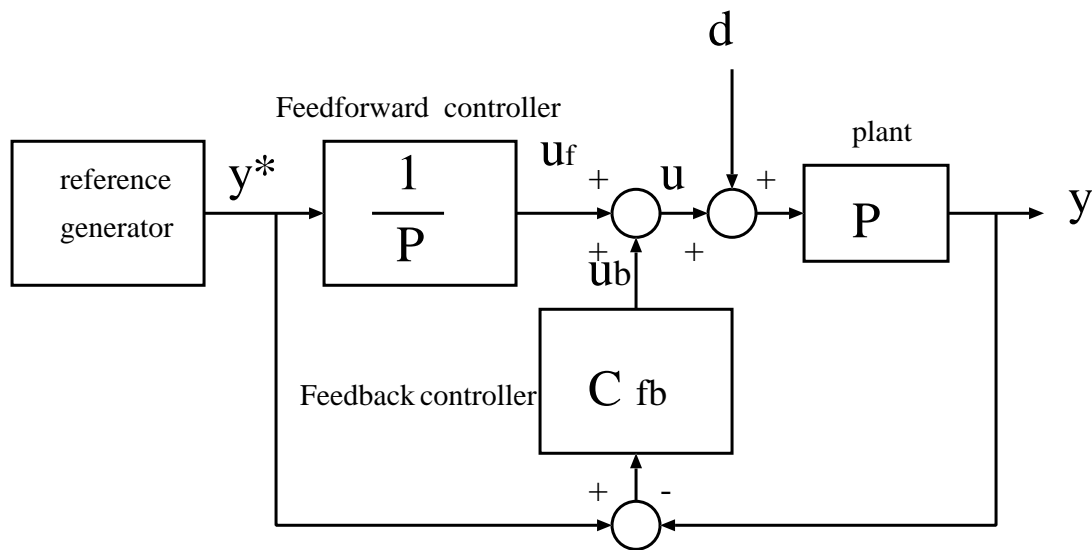 d
Feedforward controller
plant
reference
generator
y*
1
P
uf
+
u
+
P
y
+
+
ub
Feedback controller
C fb
+
-